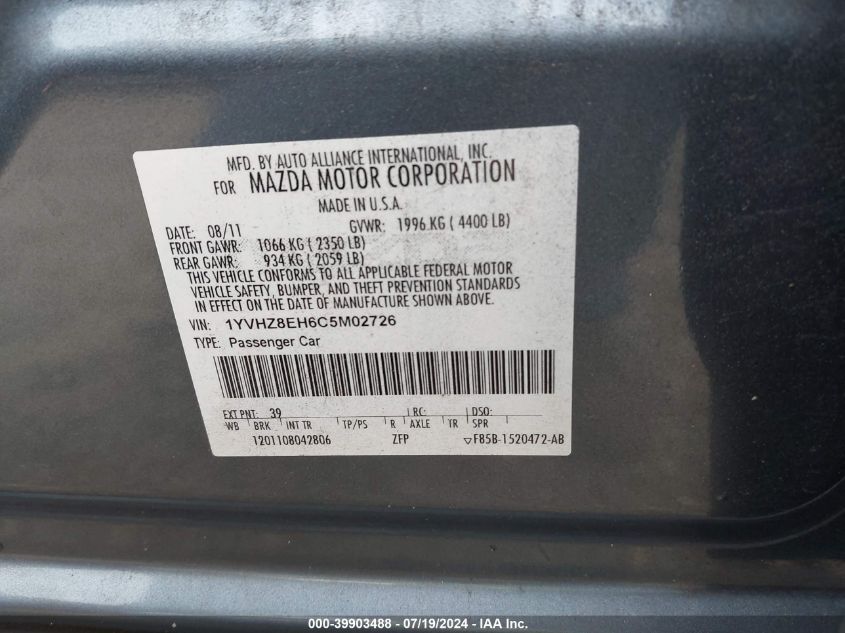 MFD. BY AUTO ALLIANCE INTERNATIONAL, INC.
FOR MAZDA MOTOR CORPORATION
MADE IN U.S.A.
DATE: 08/11 GVWR: 1996 KG ( 4400 LB)
FRONT GAWR: 1066 KG ( 2350 LB)
REAR GAWR: 934 KG ( 2059 LB)
THIS VEHICLE CONFORMS TO ALL APPLICABLE FEDERAL MOTOR
VEHICLE SAFETY, BUMPER, AND THEFT PREVENTION STANDARDS
IN EFFECT ON THE DATE OF MANUFACTURE SHOWN ABOVE.
VIN: 1YVHZ8EH6C5M02726
TYPE: Passenger Car
EXT PNT: 39 RC: DSO:
WB BRK INT TR TP/PS R AXLE TR SPR
1201108042806 ZFP ▽F85B-1520472-AB
000-39903488 - 07/19/2024 - IAA Inc.